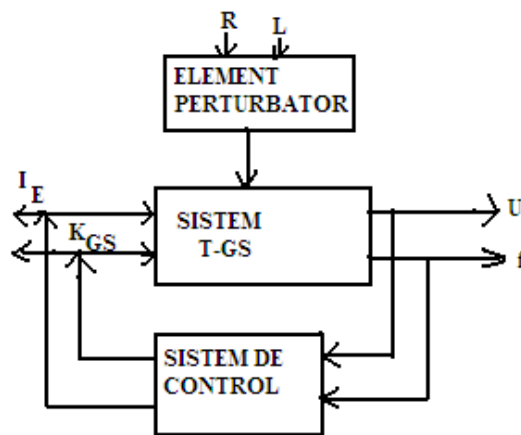 R L
ELEMENT
PERTURBATOR
I E
U
K GS
SISTEM
T-GS
f
SISTEM DE
CONTROL